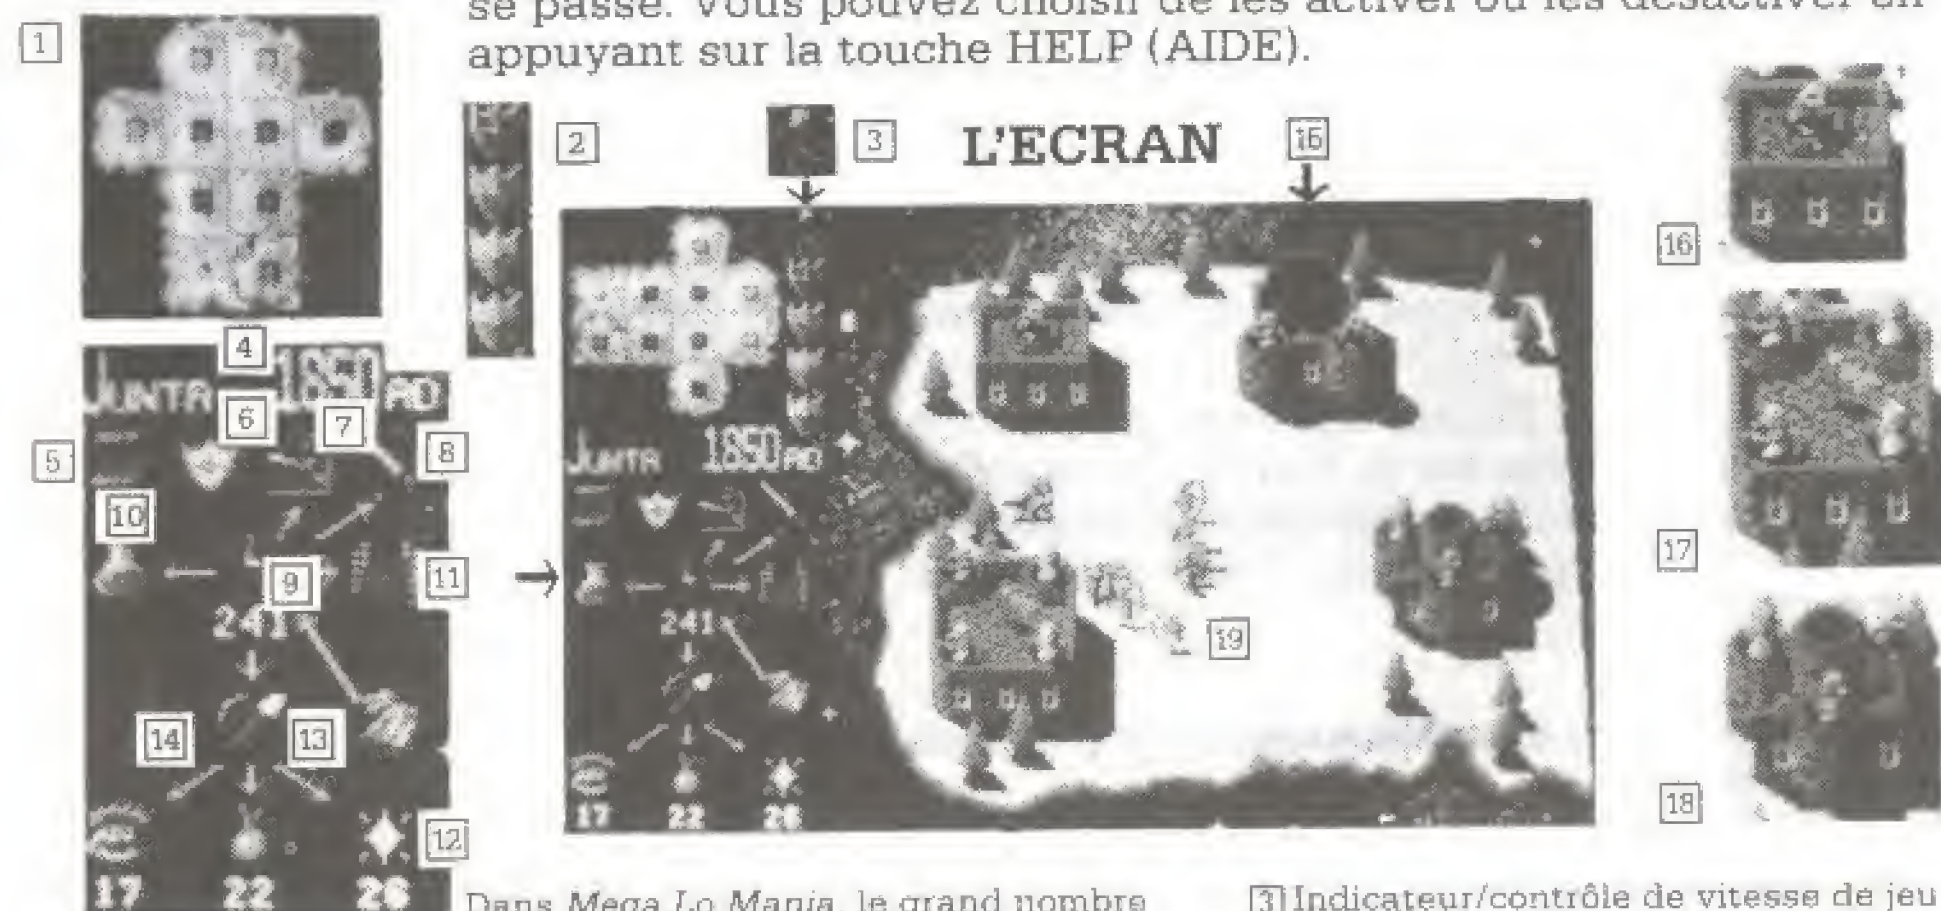 se passe. Vous pouvez choisir de les activer ou les désactiver en
appuyant sur la touche HELP (AIDE).
1
2
3
L'ECRAN
15
16
4
JUNTA 1850 AD
6
7
5
8
10
9
11
241
14
13
12
17 22 26
JUNTA 1850 AD
241
19
17 22 26
17
18
Dans Mega Lo Mania, le grand nombre
3 Indicateur/contrôle de vitesse de jeu